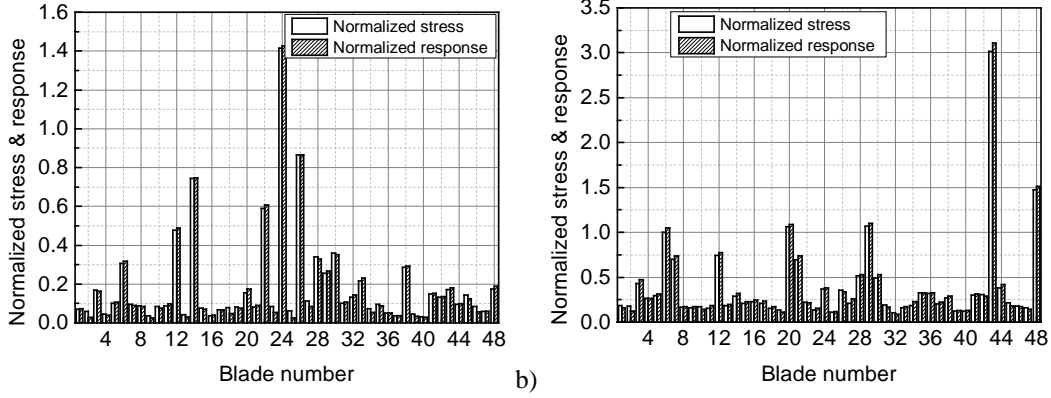 Normalized stress & response
1.6
1.4
1.2
1.0
0.8
0.6
0.4
0.2
0.0
Normalized stress
Normalized response
4 8 12 16 20 24 28 32 36 40 44 48
Blade number
b)
Normalized stress & response
3.5
3.0
2.5
2.0
1.5
1.0
0.5
0.0
Normalized stress
Normalized response
4 8 12 16 20 24 28 32 36 40 44 48
Blade number